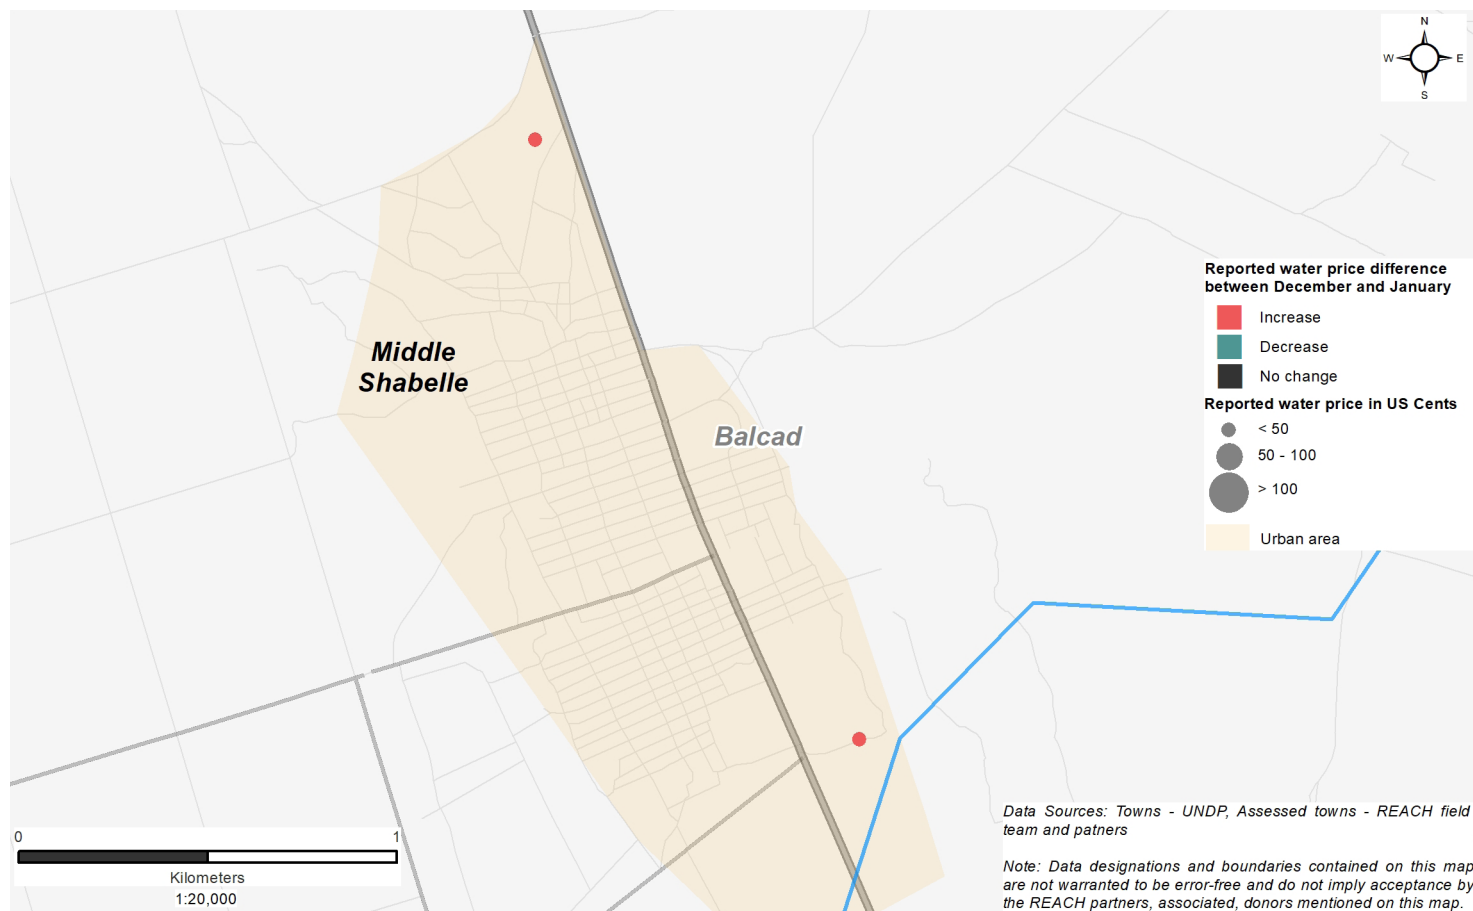 N
W E
S
Reported water price difference
between December and January
Increase
Decrease
No change
Reported water price in US Cents
< 50
50 - 100
> 100
Urban area
Middle
Shabelle
Balcad
0 1
Kilometers
1:20,000
Data Sources: Towns - UNDP, Assessed towns - REACH field
team and patners
Note: Data designations and boundaries contained on this map
are not warranted to be error-free and do not imply acceptance by
the REACH partners, associated, donors mentioned on this map.